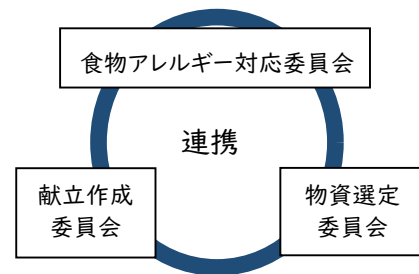 食物アレルギー対応委員会
連携
献立作成
委員会
物資選定
委員会